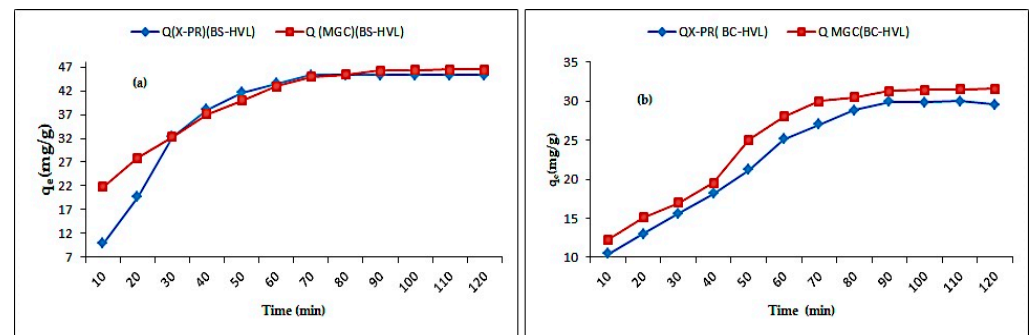 Q(X-PR)(BS-HVL) Q (MGC)(BS-HVL)
(a)
47
42
37
32
27
22
17
12
7
qe(mg/g)
10 20 30 40 50 60 70 80 90 100 110 120
Time (min)
QX-PR( BC-HVL) Q MGC(BC-HVL)
(b)
35
30
25
20
15
10
qe(mg/g)
10 20 30 40 50 60 70 80 90 100 110 120
Time (min)